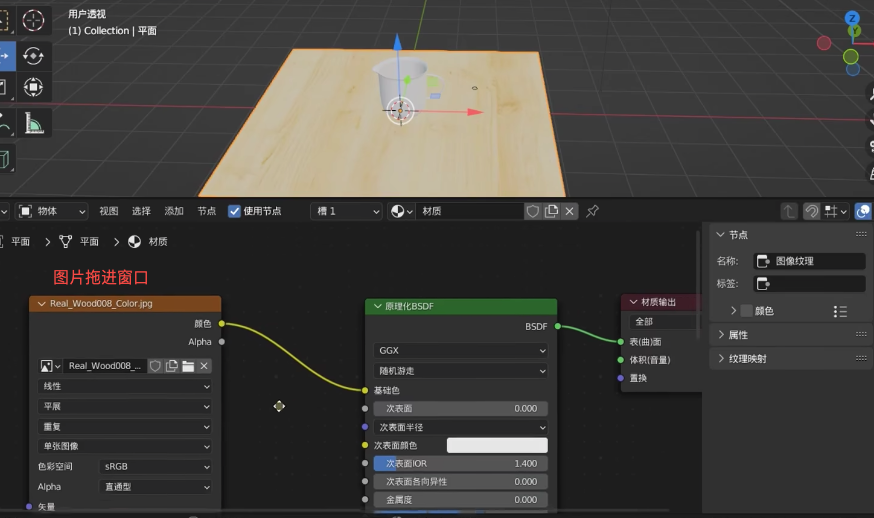 用户透视
(1) Collection | 平面
物体 视图 选择 添加 节点 使用节点 槽 1 材质
平面 > 平面 > 材质
图片拖进窗口
Real_Wood008_Color.jpg
颜色
Alpha
Real_Wood008_...
线性
平展
重复
单张图像
色彩空间 sRGB
Alpha 直通型
矢量
原理化BSDF
BSDF
GGX
随机游走
基础色
次表面 0.000
次表面半径
次表面颜色
次表面IOR 1.400
次表面各向异性 0.000
金属度 0.000
材质输出
全部
表(曲)面
体积(音量)
置换
节点
名称: 图像纹理
标签:
颜色
属性
纹理映射
Z
Y